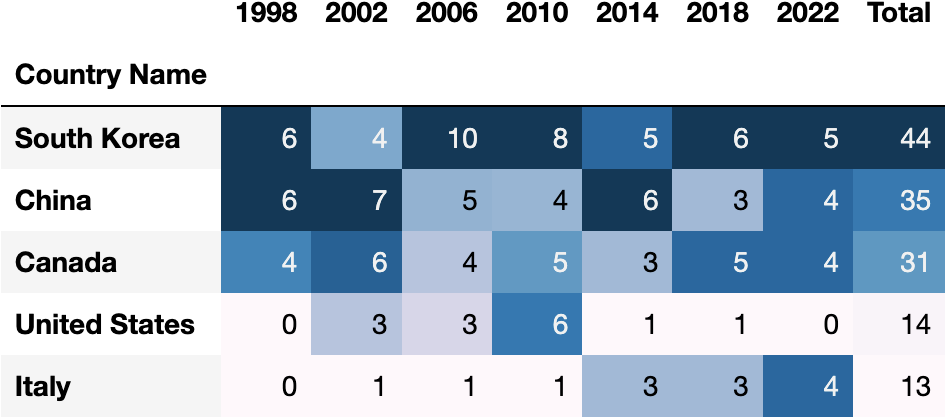 1998 2002 2006 2010 2014 2018 2022 Total
Country Name
South Korea 6 4 10 8 5 6 5 44
China 6 7 5 4 6 3 4 35
Canada 4 6 4 5 3 5 4 31
United States 0 3 3 6 1 1 0 14
Italy 0 1 1 1 3 3 4 13